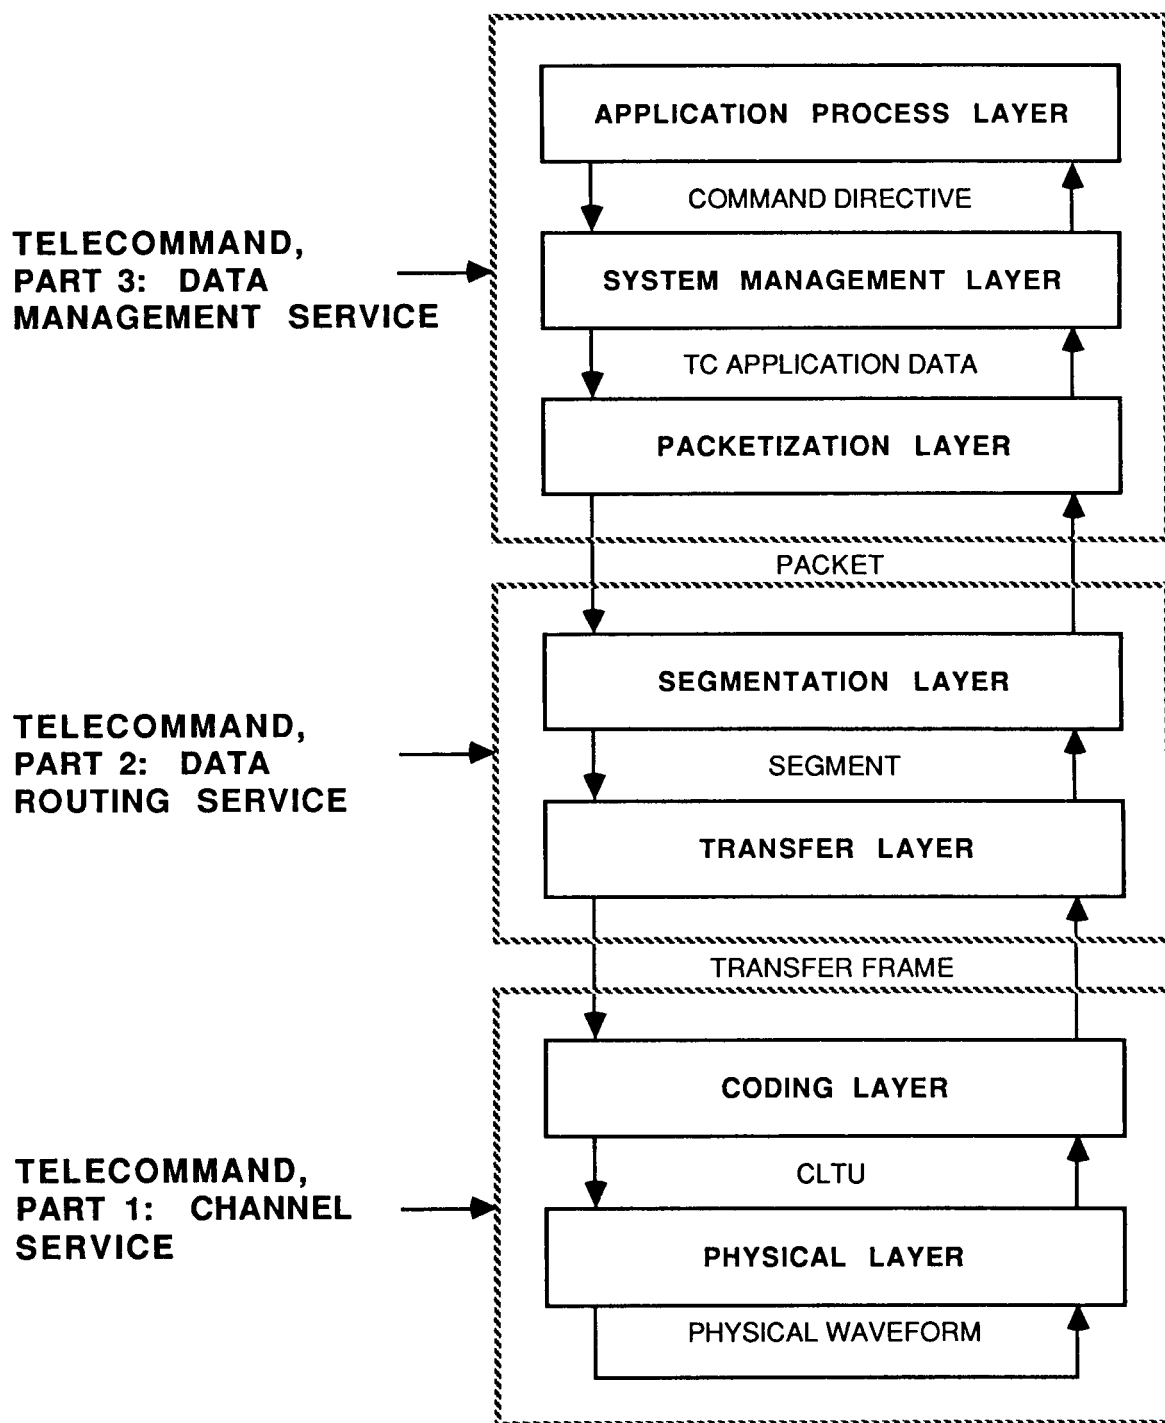 APPLICATION PROCESS LAYER
COMMAND DIRECTIVE
TELECOMMAND,
PART 3: DATA
MANAGEMENT SERVICE
SYSTEM MANAGEMENT LAYER
TC APPLICATION DATA
PACKETIZATION LAYER
PACKET
SEGMENTATION LAYER
TELECOMMAND,
PART 2: DATA
ROUTING SERVICE
SEGMENT
TRANSFER LAYER
TRANSFER FRAME
CODING LAYER
TELECOMMAND,
PART 1: CHANNEL
SERVICE
CLTU
PHYSICAL LAYER
PHYSICAL WAVEFORM